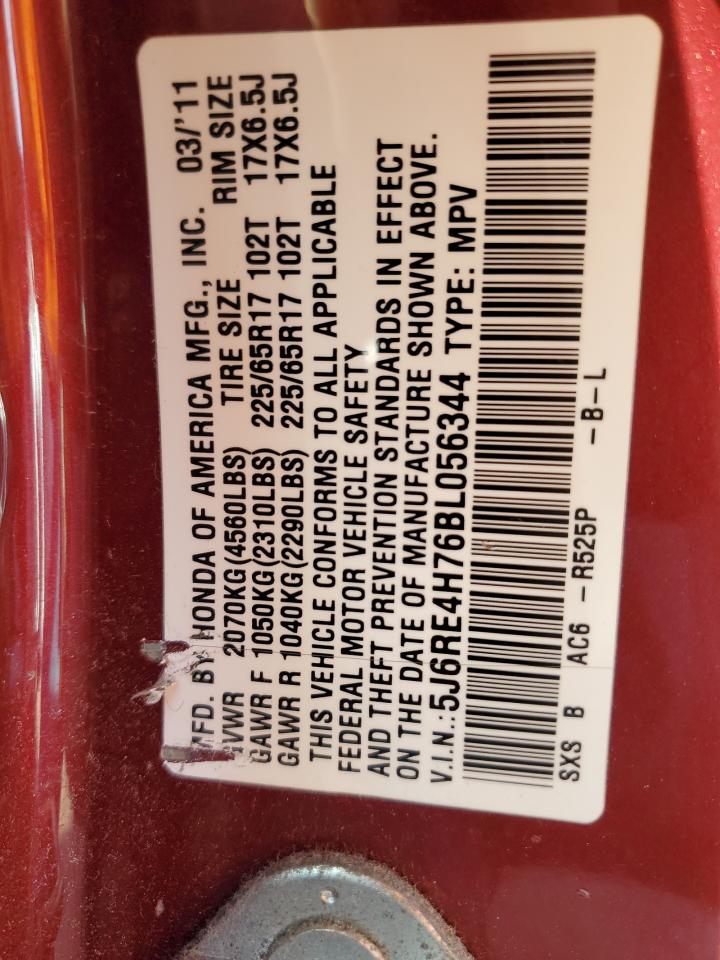 MFD. BY HONDA OF AMERICA MFG., INC. 03/'11
GVWR 2070KG(4560LBS) TIRE SIZE RIM SIZE
GAWR F 1050KG(2310LBS) 225/65R17 102T 17X6.5J
GAWR R 1040KG(2290LBS) 225/65R17 102T 17X6.5J
THIS VEHICLE CONFORMS TO ALL APPLICABLE
FEDERAL MOTOR VEHICLE SAFETY
AND THEFT PREVENTION STANDARDS IN EFFECT
ON THE DATE OF MANUFACTURE SHOWN ABOVE.
V.I.N.:5J6RE4H76BL056344 TYPE: MPV
SXS B AC6 -R525P -B-L